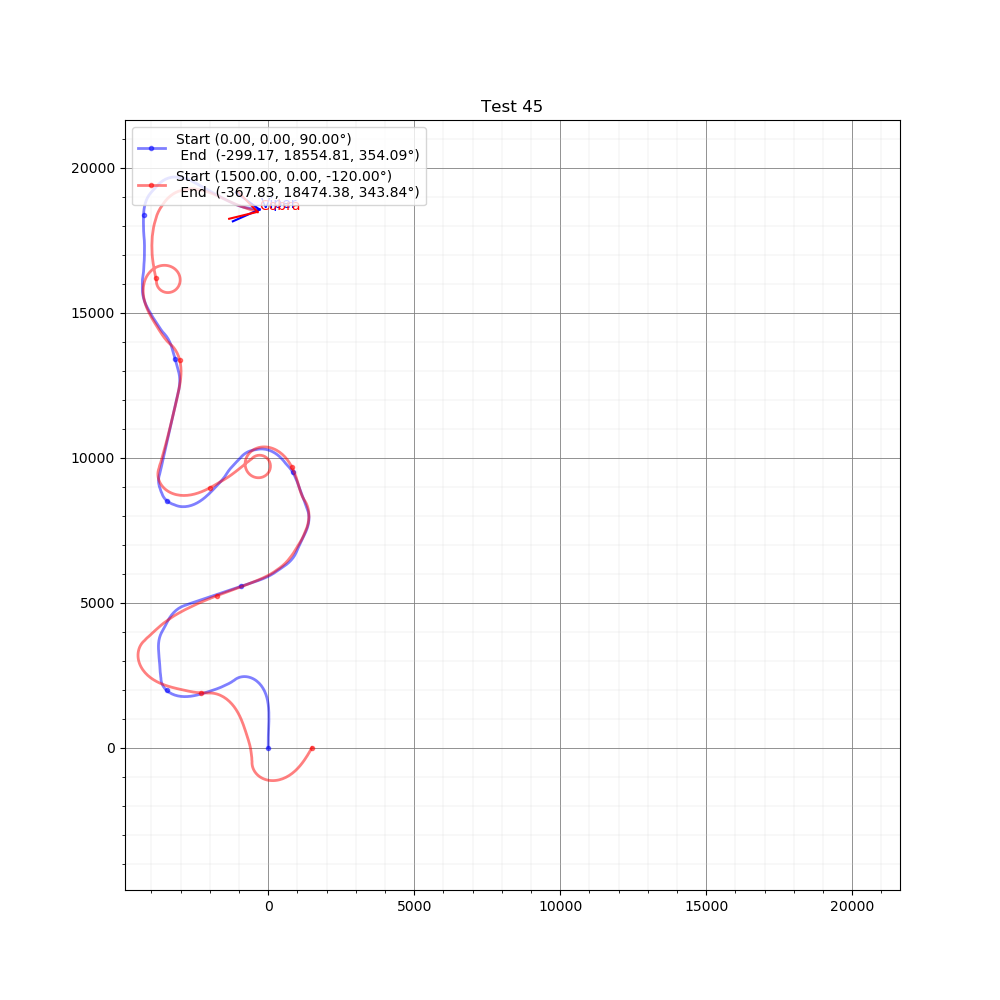 Test 45
Start (0.00, 0.00, 90.00°)
End (-299.17, 18554.81, 354.09°)
Start (1500.00, 0.00, -120.00°)
End (-367.83, 18474.38, 343.84°)
20000
15000
10000
5000
0
0 5000 10000 15000 20000